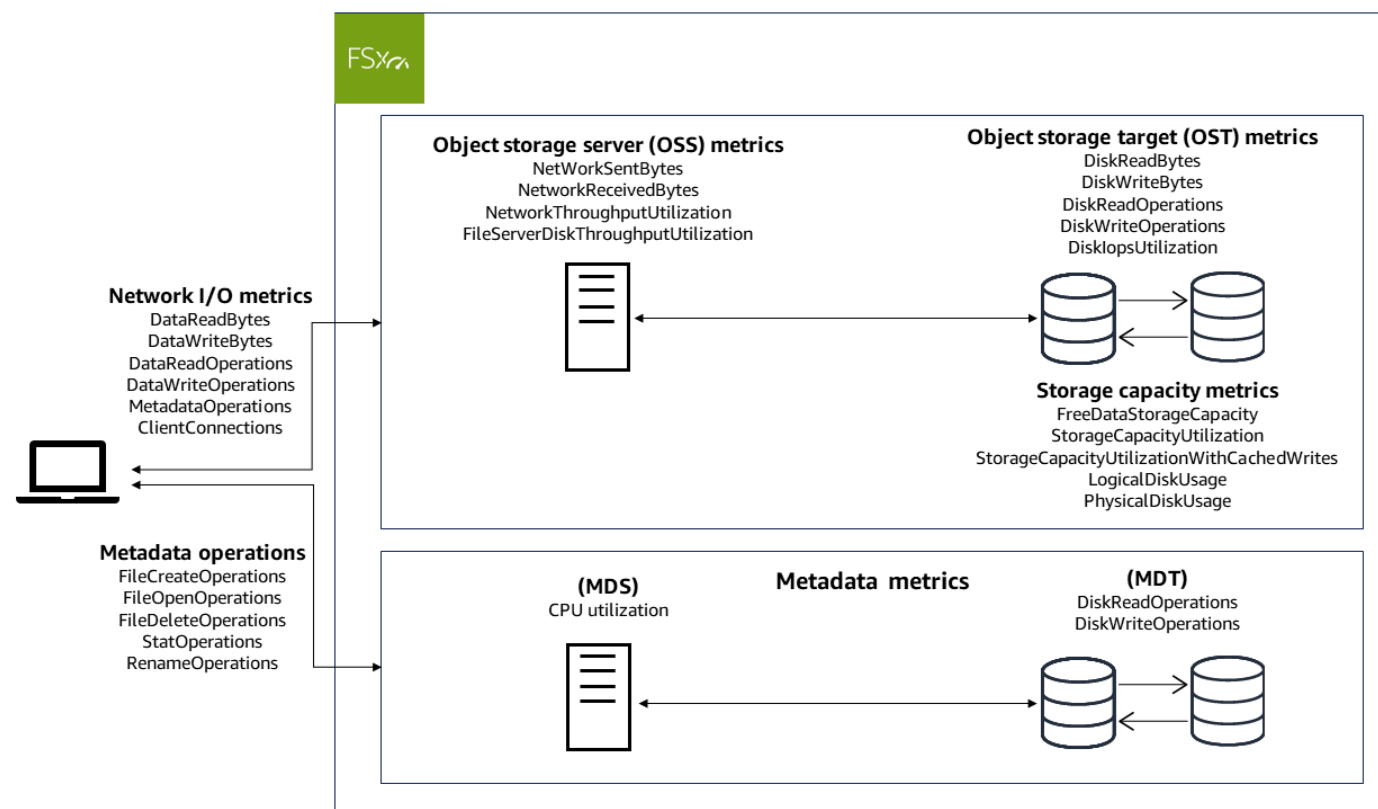 FSx
Object storage server (OSS) metrics
NetWorkSentBytes
NetworkReceivedBytes
NetworkThroughputUtilization
FileServerDiskThroughputUtilization
Object storage target (OST) metrics
DiskReadBytes
DiskWriteBytes
DiskReadOperations
DiskWriteOperations
DiskIopsUtilization
Network I/O metrics
DataReadBytes
DataWriteBytes
DataReadOperations
DataWriteOperations
MetadataOperations
ClientConnections
Storage capacity metrics
FreeDataStorageCapacity
StorageCapacityUtilization
StorageCapacityUtilizationWithCachedWrites
LogicalDiskUsage
PhysicalDiskUsage
Metadata operations
FileCreateOperations
FileOpenOperations
FileDeleteOperations
StatOperations
RenameOperations
(MDS)
CPU utilization
Metadata metrics
(MDT)
DiskReadOperations
DiskWriteOperations